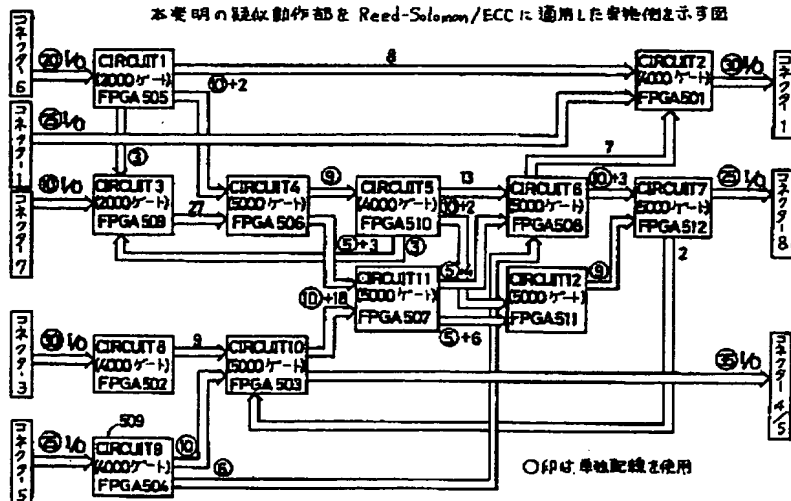 本発明の疑似動作部を Reed-Solomon/ECC に適用した実施例を示す図
コネクター6
⑳ I/O
CIRCUIT1
(2000ゲート)
FPGA505
8
⑩+2
CIRCUIT2
(4000ゲート)
FPGA501
㉚ I/O
コネクター1
コネクター1
㉕ I/O
③
7
コネクター7
⑩ I/O
CIRCUIT3
(2000ゲート)
27
CIRCUIT4
(5000ゲート)
FPGA506
⑨
CIRCUIT5
(4000ゲート)
FPGA510
13
⑩+2
CIRCUIT6
(5000ゲート)
FPGA508
⑩+3
CIRCUIT7
(5000ゲート)
FPGA512
㉕ I/O
コネクター8
⑤+3
③
2
⑩+18
CIRCUIT11
(5000ゲート)
FPGA507
⑤+4
⑤+6
CIRCUIT12
(5000ゲート)
FPGA511
⑨
コネクター3
㉚ I/O
CIRCUIT8
(4000ゲート)
FPGA502
9
CIRCUIT10
(5000ゲート)
FPGA503
㉟ I/O
コネクター4/5
509
コネクター5
㉕ I/O
CIRCUIT9
(4000ゲート)
FPGA504
⑩
⑥
○印は単独配線を使用